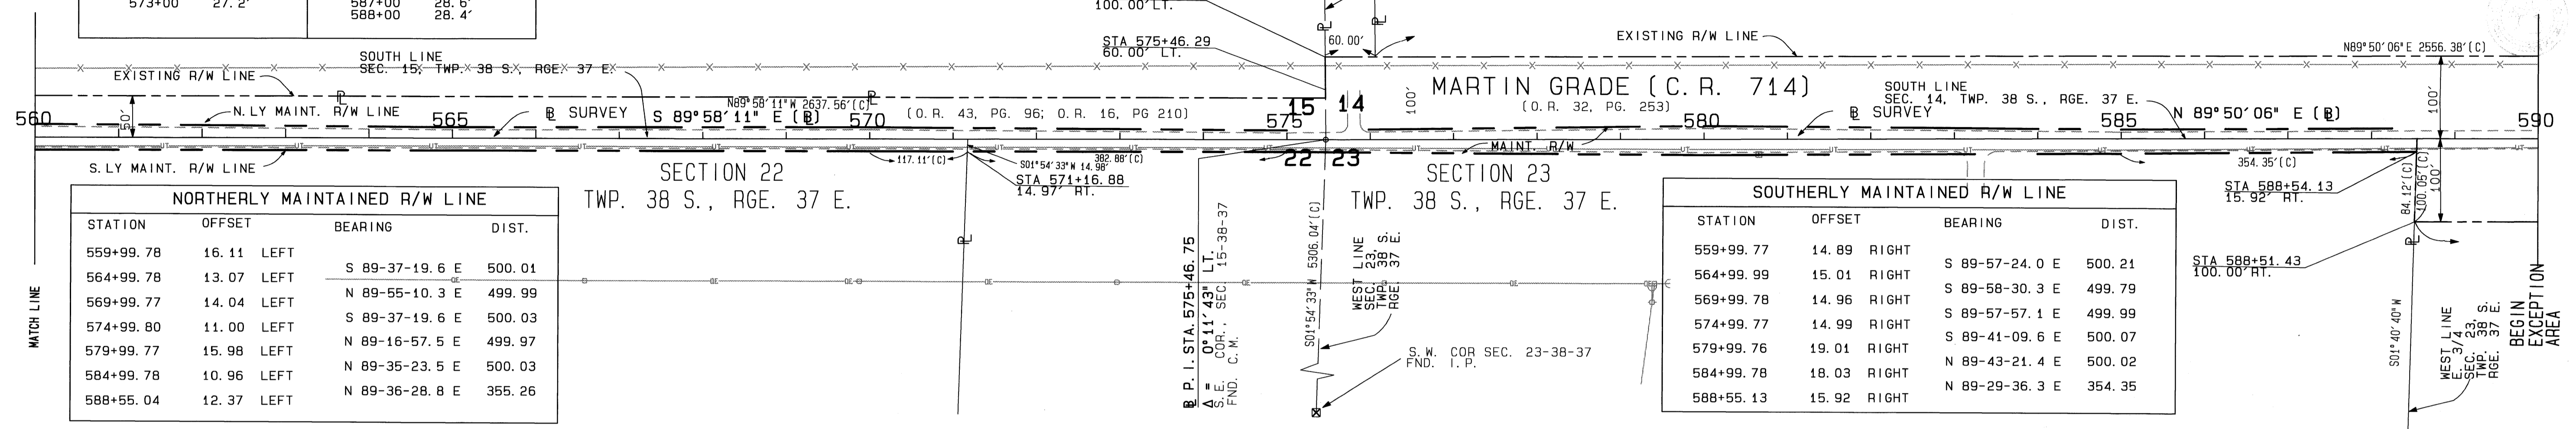 573+00 27.2'
587+00 28.6'
588+00 28.4'
100.00' LT.
STA 575+46.29
60.00' LT.
60.00'
EXISTING R/W LINE
N89°50'06"E 2556.38'(C)
SOUTH LINE
SEC. 15, TWP. 38 S., RGE. 37 E.
EXISTING R/W LINE
MARTIN GRADE (C.R. 714)
(O.R. 32, PG. 253)
SOUTH LINE
SEC. 14, TWP. 38 S., RGE. 37 E.
100'
50'
N.LY MAINT. R/W LINE
N89°58'11"W 2637.56'(C)
(O.R. 43, PG. 96; O.R. 16, PG 210)
15 14
100'
560
565
B SURVEY
S 89°58'11" E (B)
570
575
580
B SURVEY
585
N 89°50'06" E (B)
590
22 23
MAINT. R/W
S.LY MAINT. R/W LINE
117.11'(C)
382.88'(C)
S01°54'33"W 14.98'
STA 571+16.88
14.97' RT.
354.35'(C)
STA 588+54.13
15.92' RT.
84.12'(C)
100.05'(C)
100'
SECTION 22
TWP. 38 S., RGE. 37 E.
SECTION 23
TWP. 38 S., RGE. 37 E.
NORTHERLY MAINTAINED R/W LINE
STATION OFFSET BEARING DIST.
559+99.78 16.11 LEFT
S 89-37-19.6 E 500.01
564+99.78 13.07 LEFT
N 89-55-10.3 E 499.99
569+99.77 14.04 LEFT
S 89-37-19.6 E 500.03
574+99.80 11.00 LEFT
N 89-16-57.5 E 499.97
579+99.77 15.98 LEFT
N 89-35-23.5 E 500.03
584+99.78 10.96 LEFT
N 89-36-28.8 E 355.26
588+55.04 12.37 LEFT
MATCH LINE
B P.I. STA. 575+46.75
Δ = 0°11'43" LT.
S.E. COR., SEC. 15-38-37
FND. C.M.
S01°54'33"W 5306.04'(C)
WEST LINE
SEC. 23,
TWP. 38 S.
RGE. 37 E.
S.W. COR SEC. 23-38-37
FND. I.P.
SOUTHERLY MAINTAINED R/W LINE
STATION OFFSET BEARING DIST.
559+99.77 14.89 RIGHT
S 89-57-24.0 E 500.21
564+99.99 15.01 RIGHT
S 89-58-30.3 E 499.79
569+99.78 14.96 RIGHT
S 89-57-57.1 E 499.99
574+99.77 14.99 RIGHT
S 89-41-09.6 E 500.07
579+99.76 19.01 RIGHT
N 89-43-21.4 E 500.02
584+99.78 18.03 RIGHT
N 89-29-36.3 E 354.35
588+55.13 15.92 RIGHT
STA 588+51.43
100.00' RT.
S01°40'40"W
WEST LINE
E. 3/4
SEC. 23,
TWP. 38 S.
RGE. 37 E.
BEGIN
EXCEPTION
AREA